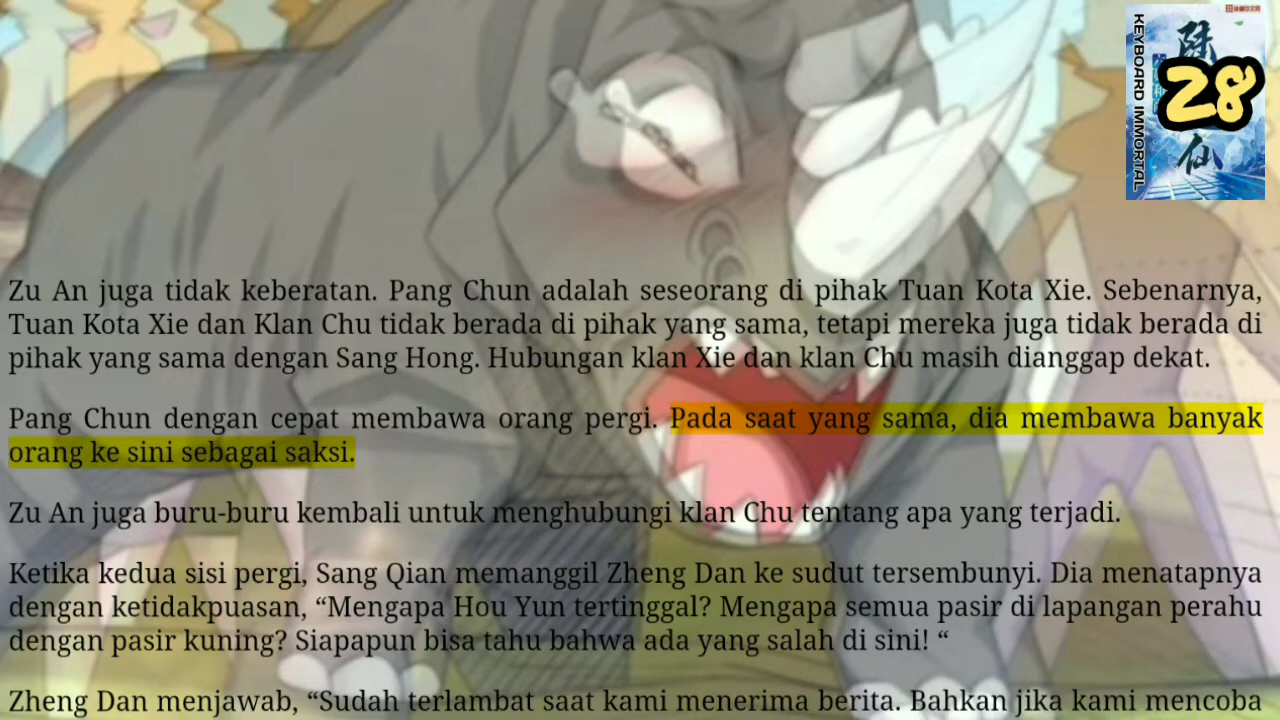 陆
28
仙
KEYBOARD IMMORTAL
Zu An juga tidak keberatan. Pang Chun adalah seseorang di pihak Tuan Kota Xie. Sebenarnya,
Tuan Kota Xie dan Klan Chu tidak berada di pihak yang sama, tetapi mereka juga tidak berada di
pihak yang sama dengan Sang Hong. Hubungan klan Xie dan klan Chu masih dianggap dekat.
Pang Chun dengan cepat membawa orang pergi. Pada saat yang sama, dia membawa banyak
orang ke sini sebagai saksi.
Zu An juga buru-buru kembali untuk menghubungi klan Chu tentang apa yang terjadi.
Ketika kedua sisi pergi, Sang Qian memanggil Zheng Dan ke sudut tersembunyi. Dia menatapnya
dengan ketidakpuasan, “Mengapa Hou Yun tertinggal? Mengapa semua pasir di lapangan perahu
dengan pasir kuning? Siapapun bisa tahu bahwa ada yang salah di sini! “
Zheng Dan menjawab, “Sudah terlambat saat kami menerima berita. Bahkan jika kami mencoba